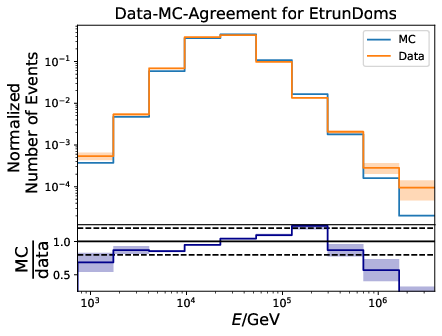 Data-MC-Agreement for EtrunDoms
MC
Data
Normalized
Number of Events
10⁻¹
10⁻²
10⁻³
10⁻⁴
MC
data
1.0
0.5
10³
10⁴
10⁵
10⁶
E/GeV